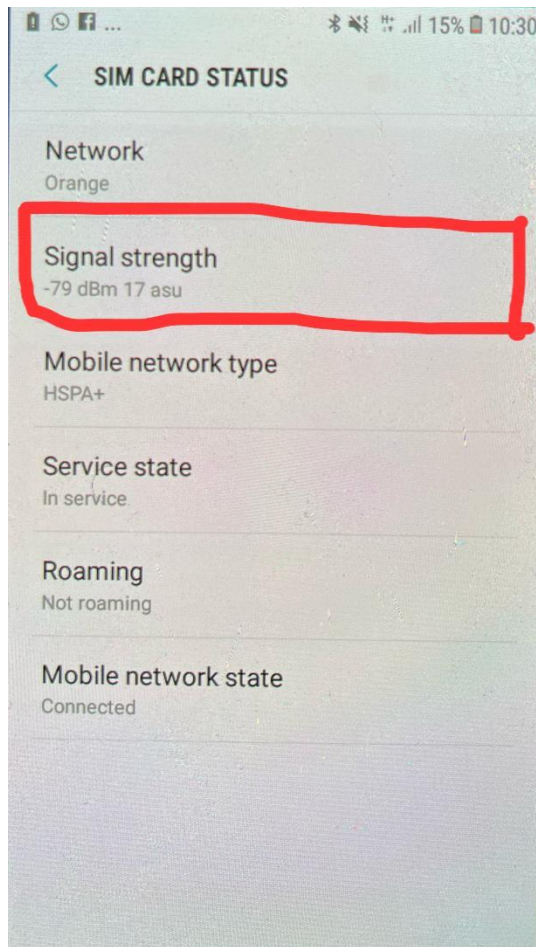 ... 15% 10:30
SIM CARD STATUS
Network
Orange
Signal strength
-79 dBm 17 asu
Mobile network type
HSPA+
Service state
In service
Roaming
Not roaming
Mobile network state
Connected